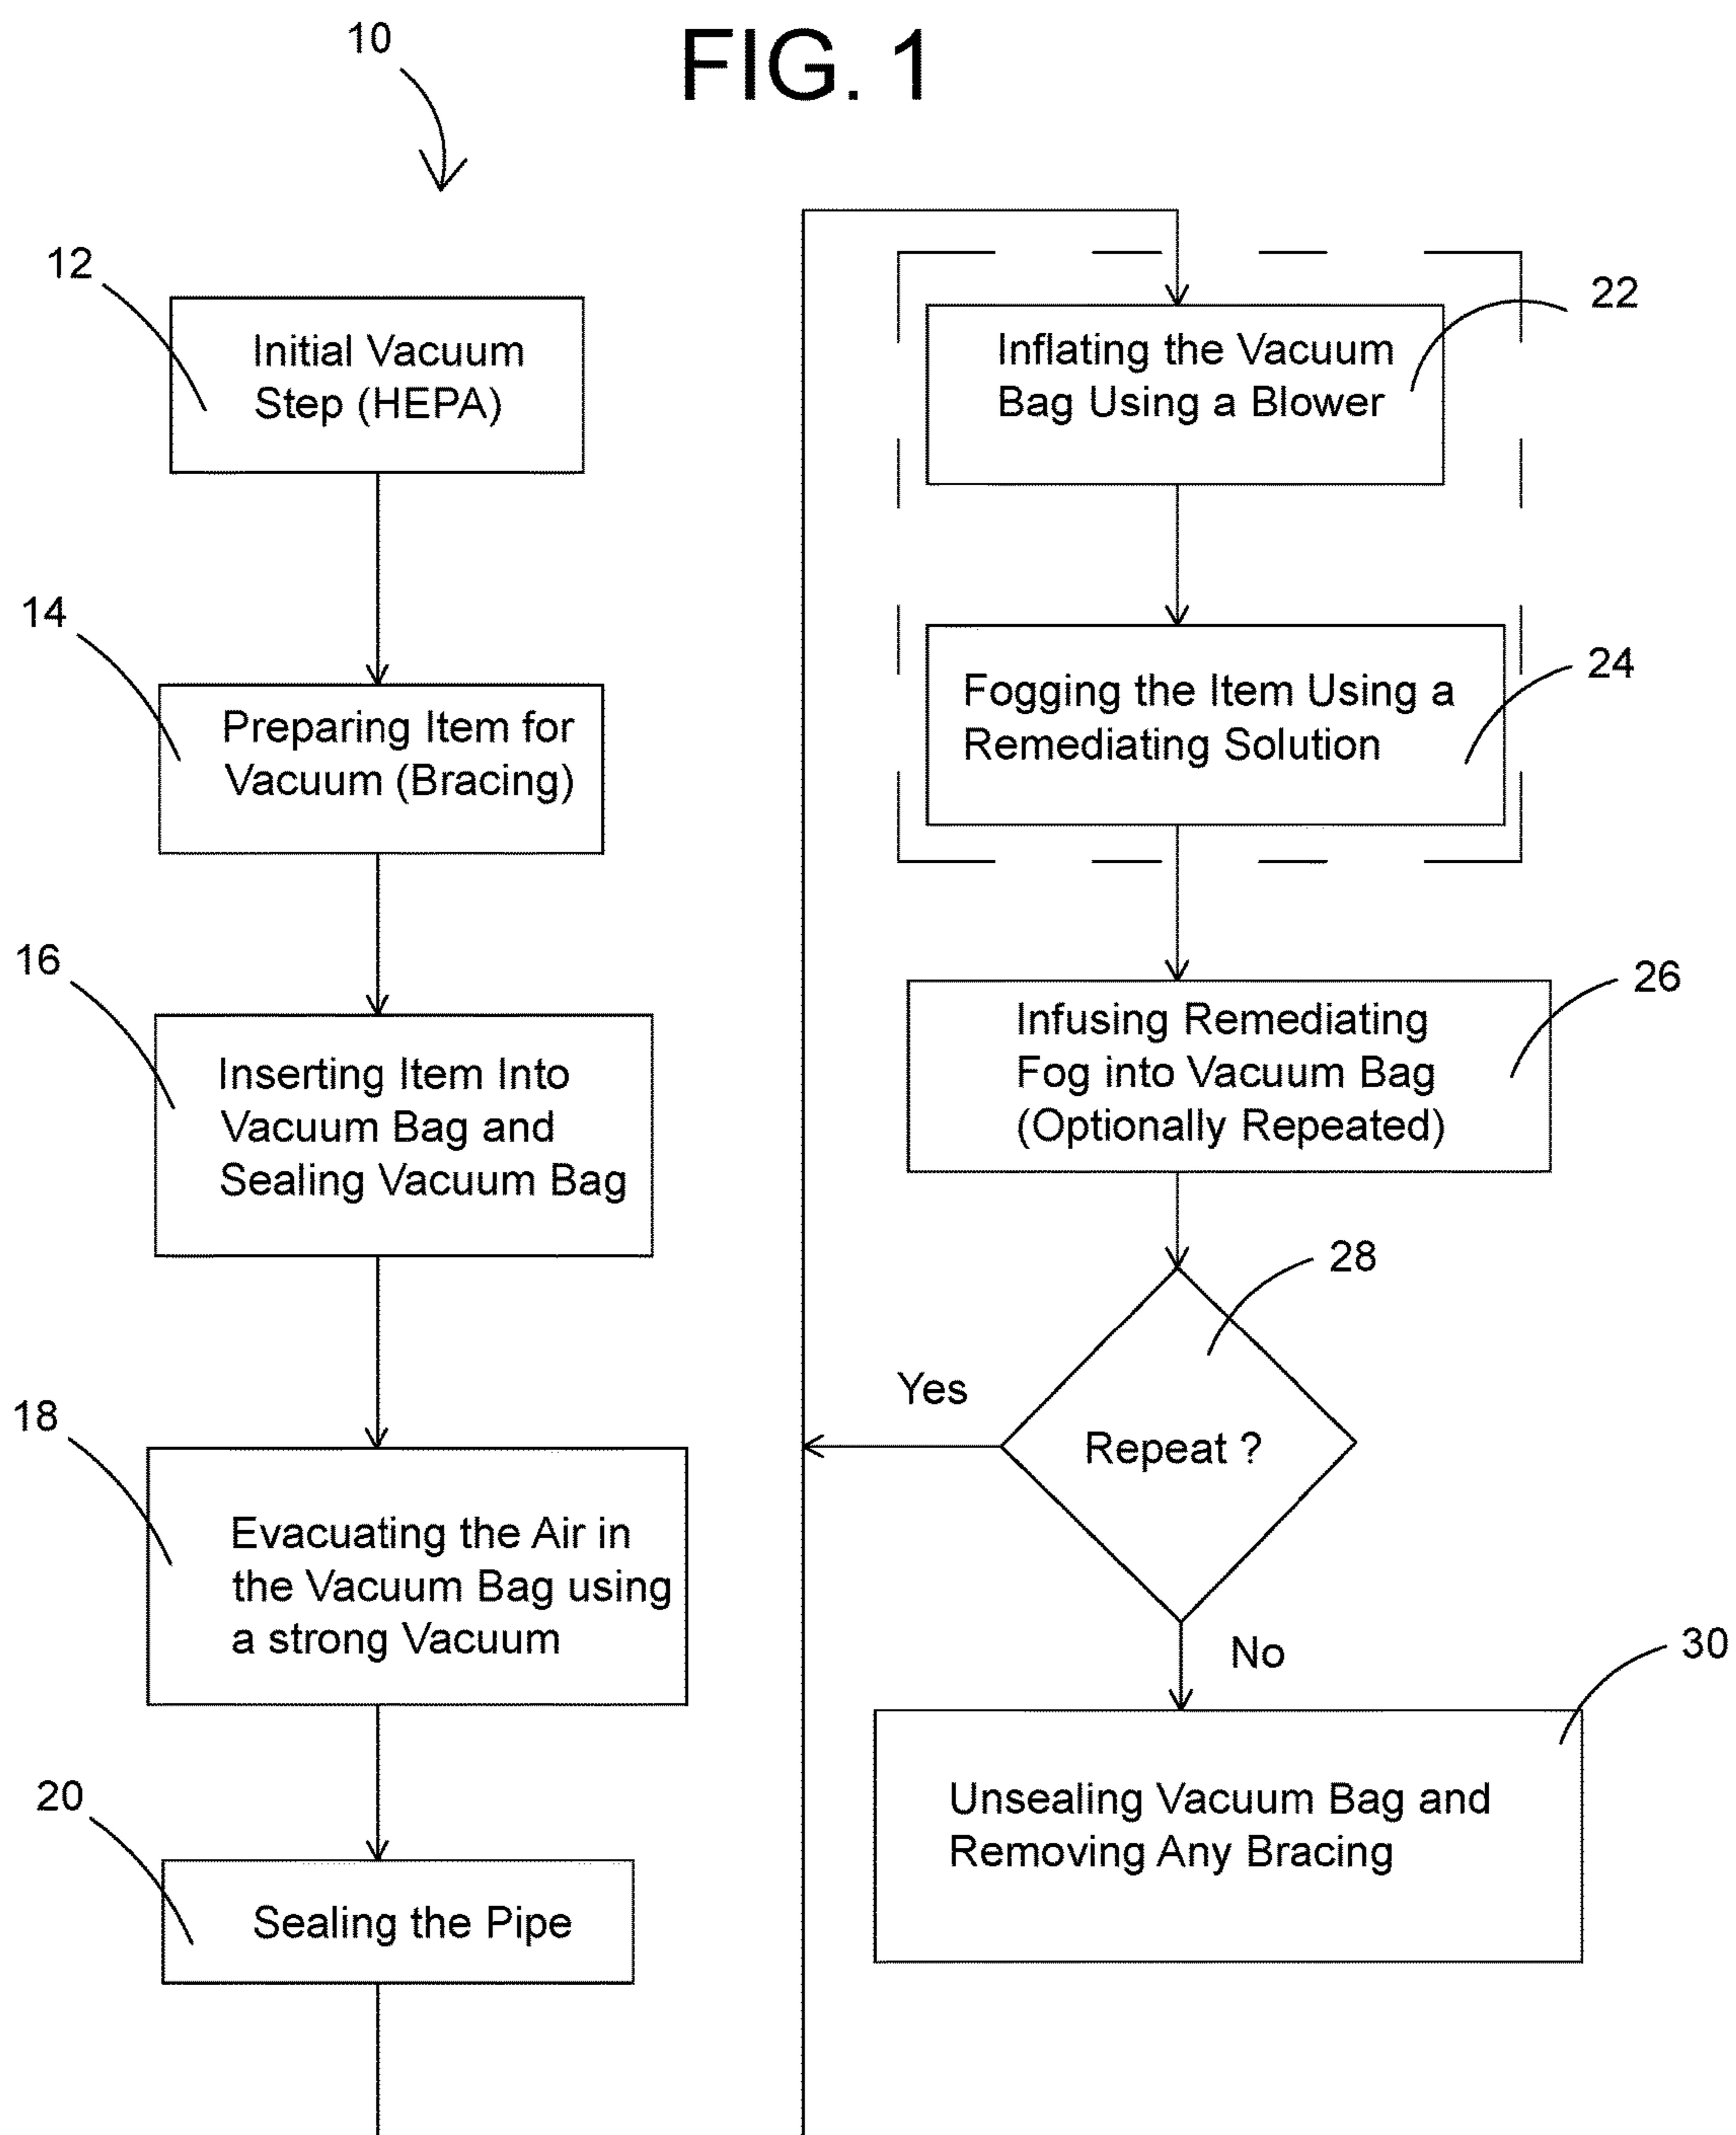 FIG. 1
10
12
Initial Vacuum
Step (HEPA)
14
Preparing Item for
Vacuum (Bracing)
16
Inserting Item Into
Vacuum Bag and
Sealing Vacuum Bag
18
Evacuating the Air in
the Vacuum Bag using
a strong Vacuum
20
Sealing the Pipe
22
Inflating the Vacuum
Bag Using a Blower
24
Fogging the Item Using a
Remediating Solution
26
Infusing Remediating
Fog into Vacuum Bag
(Optionally Repeated)
28
Yes
Repeat ?
No
30
Unsealing Vacuum Bag and
Removing Any Bracing